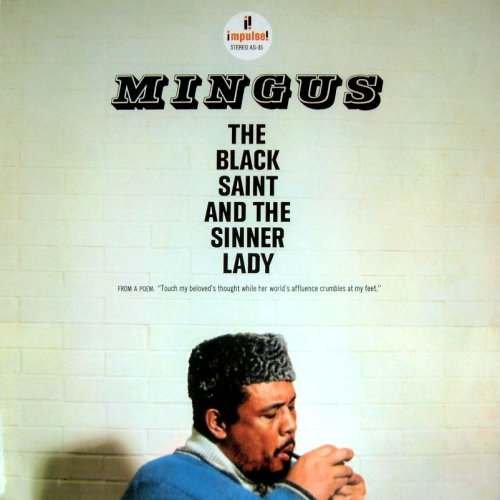 i!
impulse!
STEREO AS-35
MINGUS
THE
BLACK
SAINT
AND THE
SINNER
LADY
FROM A POEM: "Touch my beloved's thought while her world's affluence crumbles at my feet."